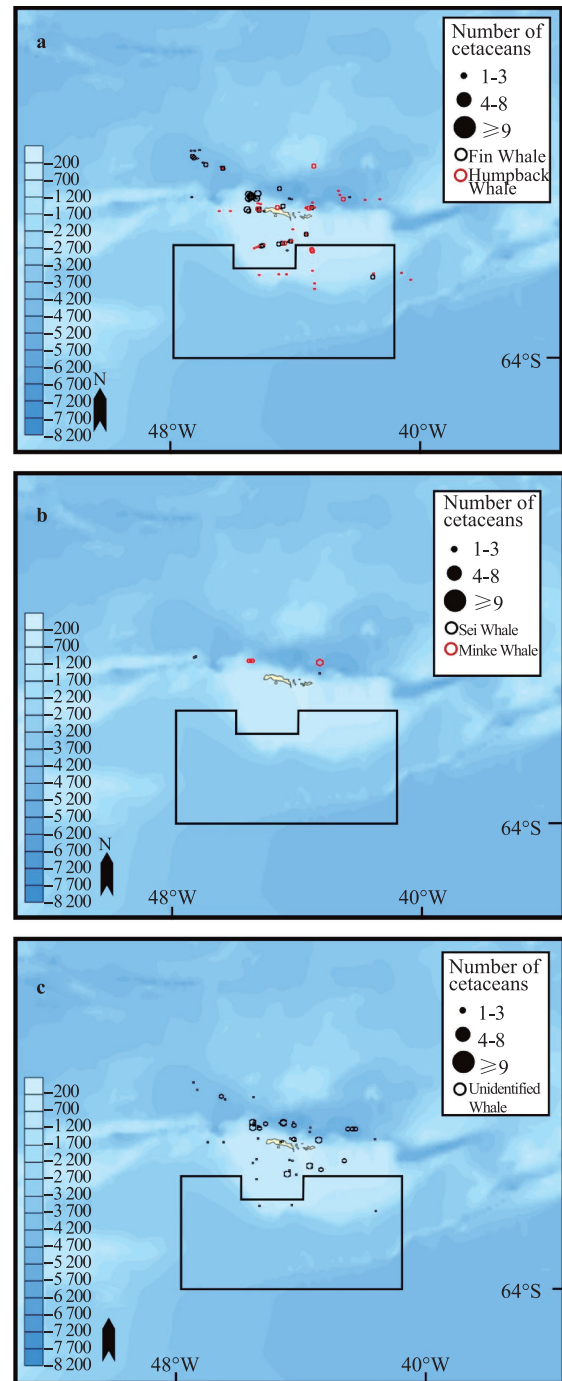 a
Number of
cetaceans
1-3
4-8
≥9
Fin Whale
Humpback
Whale
−200
−700
−1 200
−1 700
−2 200
−2 700
−3 200
−3 700
−4 200
−4 700
−5 200
−5 700
−6 200
−6 700
−7 200
−7 700
−8 200
N
64°S
48°W
40°W
b
Number of
cetaceans
1-3
4-8
≥9
Sei Whale
Minke Whale
−200
−700
−1 200
−1 700
−2 200
−2 700
−3 200
−3 700
−4 200
−4 700
−5 200
−5 700
−6 200
−6 700
−7 200
−7 700
−8 200
N
64°S
48°W
40°W
c
Number of
cetaceans
1-3
4-8
≥9
Unidentified
Whale
−200
−700
−1 200
−1 700
−2 200
−2 700
−3 200
−3 700
−4 200
−4 700
−5 200
−5 700
−6 200
−6 700
−7 200
−7 700
−8 200
64°S
48°W
40°W